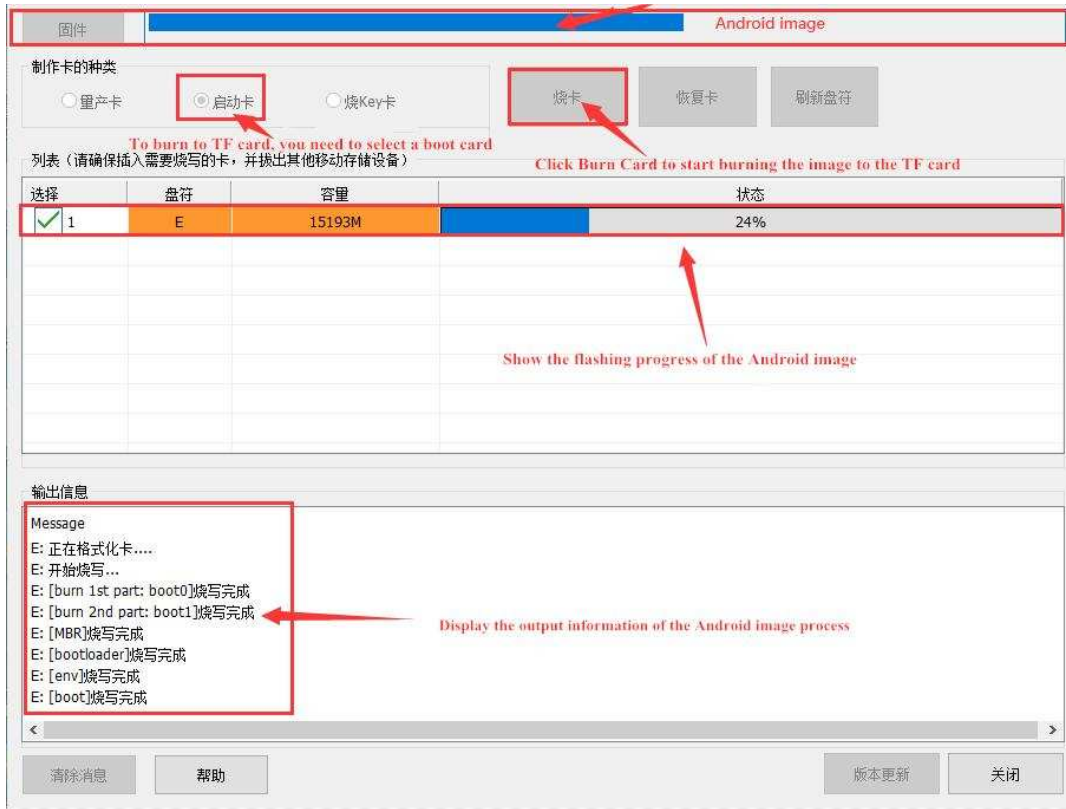 固件
Android image
制作卡的种类
量产卡
启动卡
烧Key卡
烧卡
恢复卡
刷新盘符
To burn to TF card, you need to select a boot card
列表（请确保插入需要烧写的卡，并拔出其他移动存储设备）
Click Burn Card to start burning the image to the TF card
选择 盘符 容量 状态
1 E 15193M 24%
Show the flashing progress of the Android image
输出信息
Message
E: 正在格式化卡....
E: 开始烧写...
E: [burn 1st part: boot0]烧写完成
E: [burn 2nd part: boot1]烧写完成
Display the output information of the Android image process
E: [MBR]烧写完成
E: [bootloader]烧写完成
E: [env]烧写完成
E: [boot]烧写完成
清除消息
帮助
版本更新
关闭